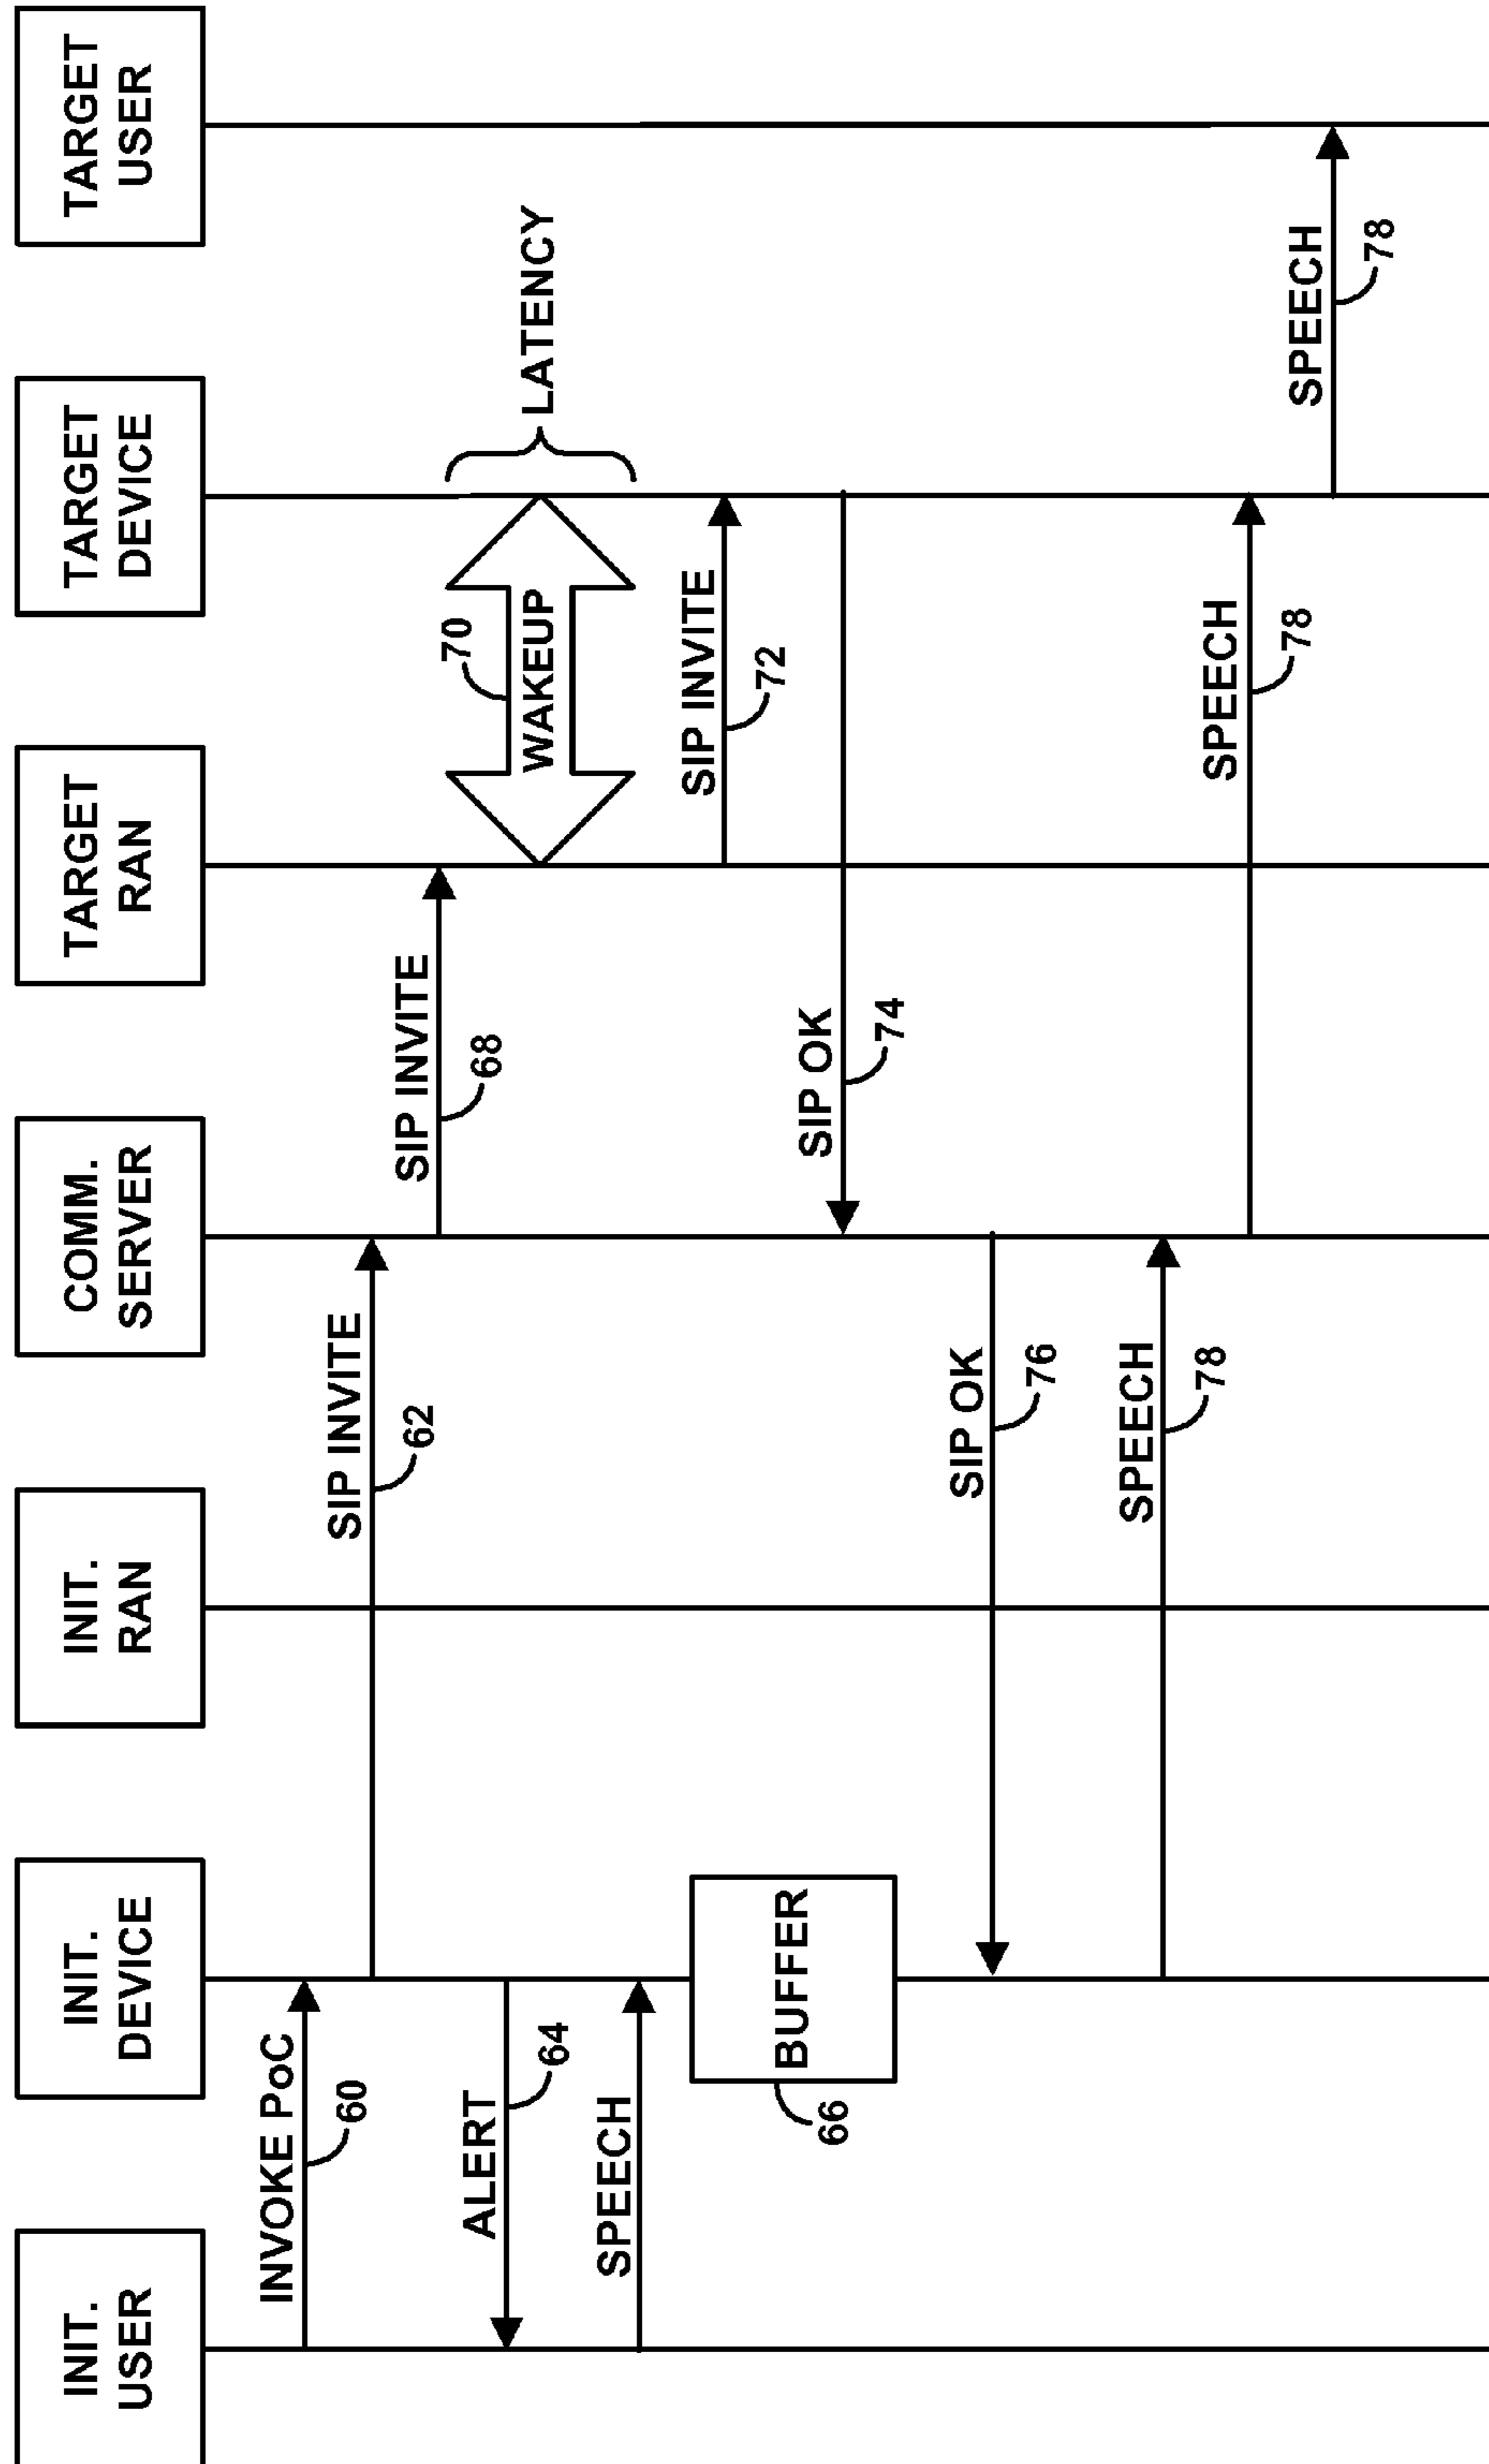 INIT.
USER
INIT.
DEVICE
INIT.
RAN
COMM.
SERVER
TARGET
RAN
TARGET
DEVICE
TARGET
USER
INVOKE PoC
60
SIP INVITE
62
SIP INVITE
68
ALERT
64
70
WAKEUP
LATENCY
SPEECH
SIP INVITE
72
BUFFER
66
SIP OK
74
SIP OK
76
SPEECH
78
SPEECH
78
SPEECH
78